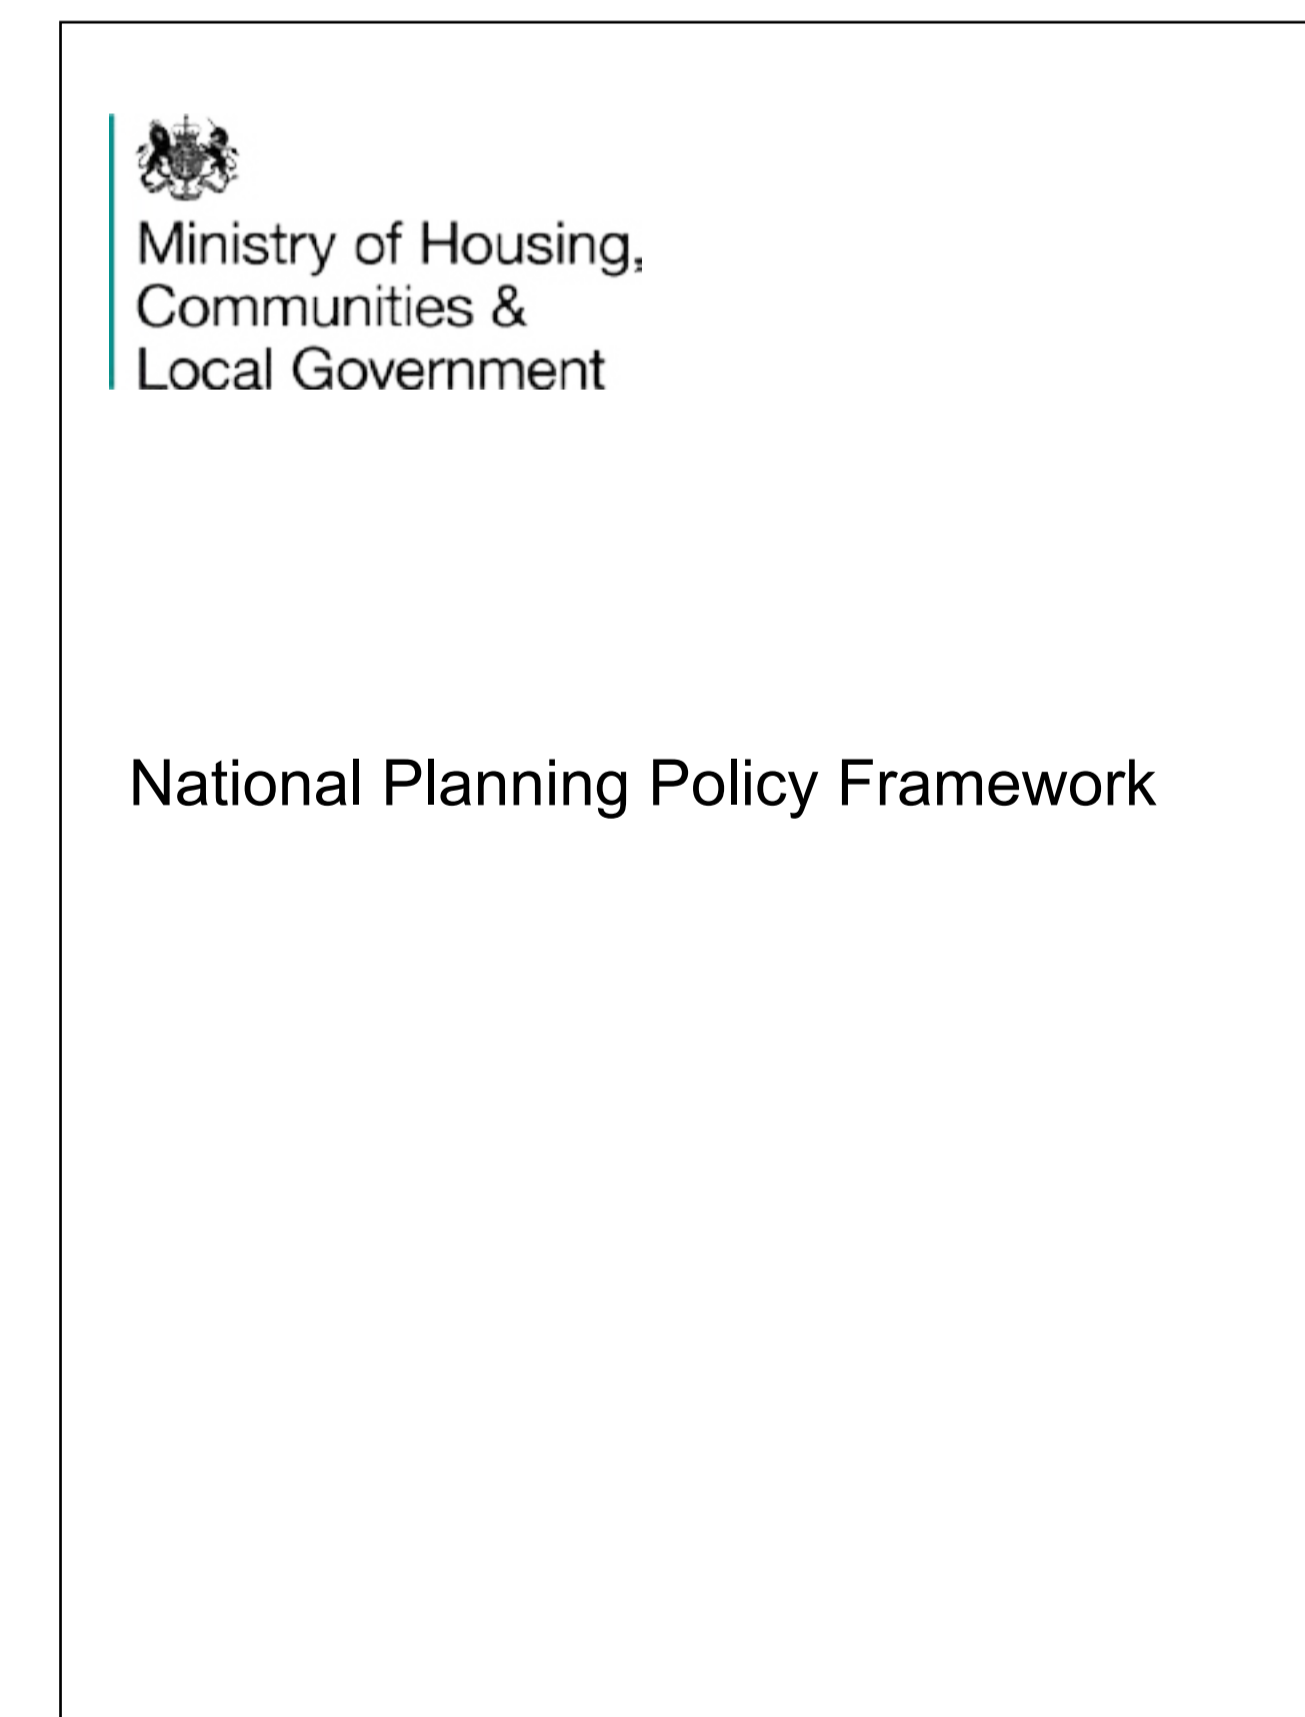 Ministry of Housing,
Communities &
Local Government
National Planning Policy Framework